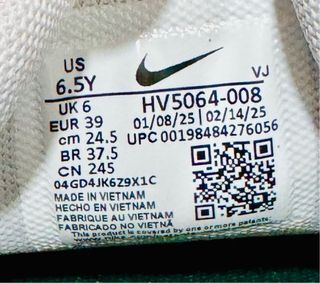 US
6.5Y
VJ
UK 6
EUR 39
cm 24.5
BR 37.5
CN 245
HV5064-008
01/08/25 02/14/25
UPC 00198484276056
04GD4JK6Z9X1C
MADE IN VIETNAM
HECHO EN VIETNAM
FABRIQUE AU VIETNAM
FABRICADO NO VIETNÃ